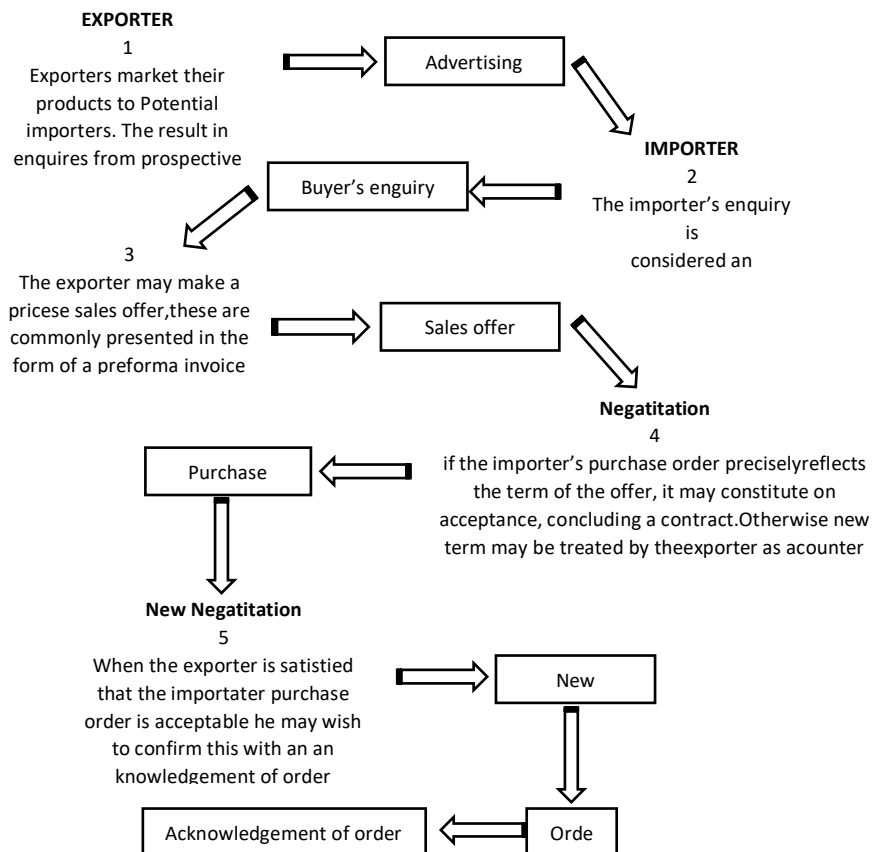 EXPORTER
1
Exporters market their
products to Potential
importers. The result in
enquires from prospective
Advertising
IMPORTER
2
The importer's enquiry
is
considered an
Buyer's enguiry
3
The exporter may make a
pricese sales offer,these are
commonly presented in the
form of a preforma invoice
Sales offer
Negatitation
4
if the importer's purchase order preciselyreflects
the term of the offer, it may constitute on
acceptance, concluding a contract.Otherwise new
term may be treated by theexporter as acounter
Purchase
New Negatitation
5
When the exporter is satistied
that the importater purchase
order is acceptable he may wish
to confirm this with an an
knowledgement of order
New
Orde
Acknowledgement of order